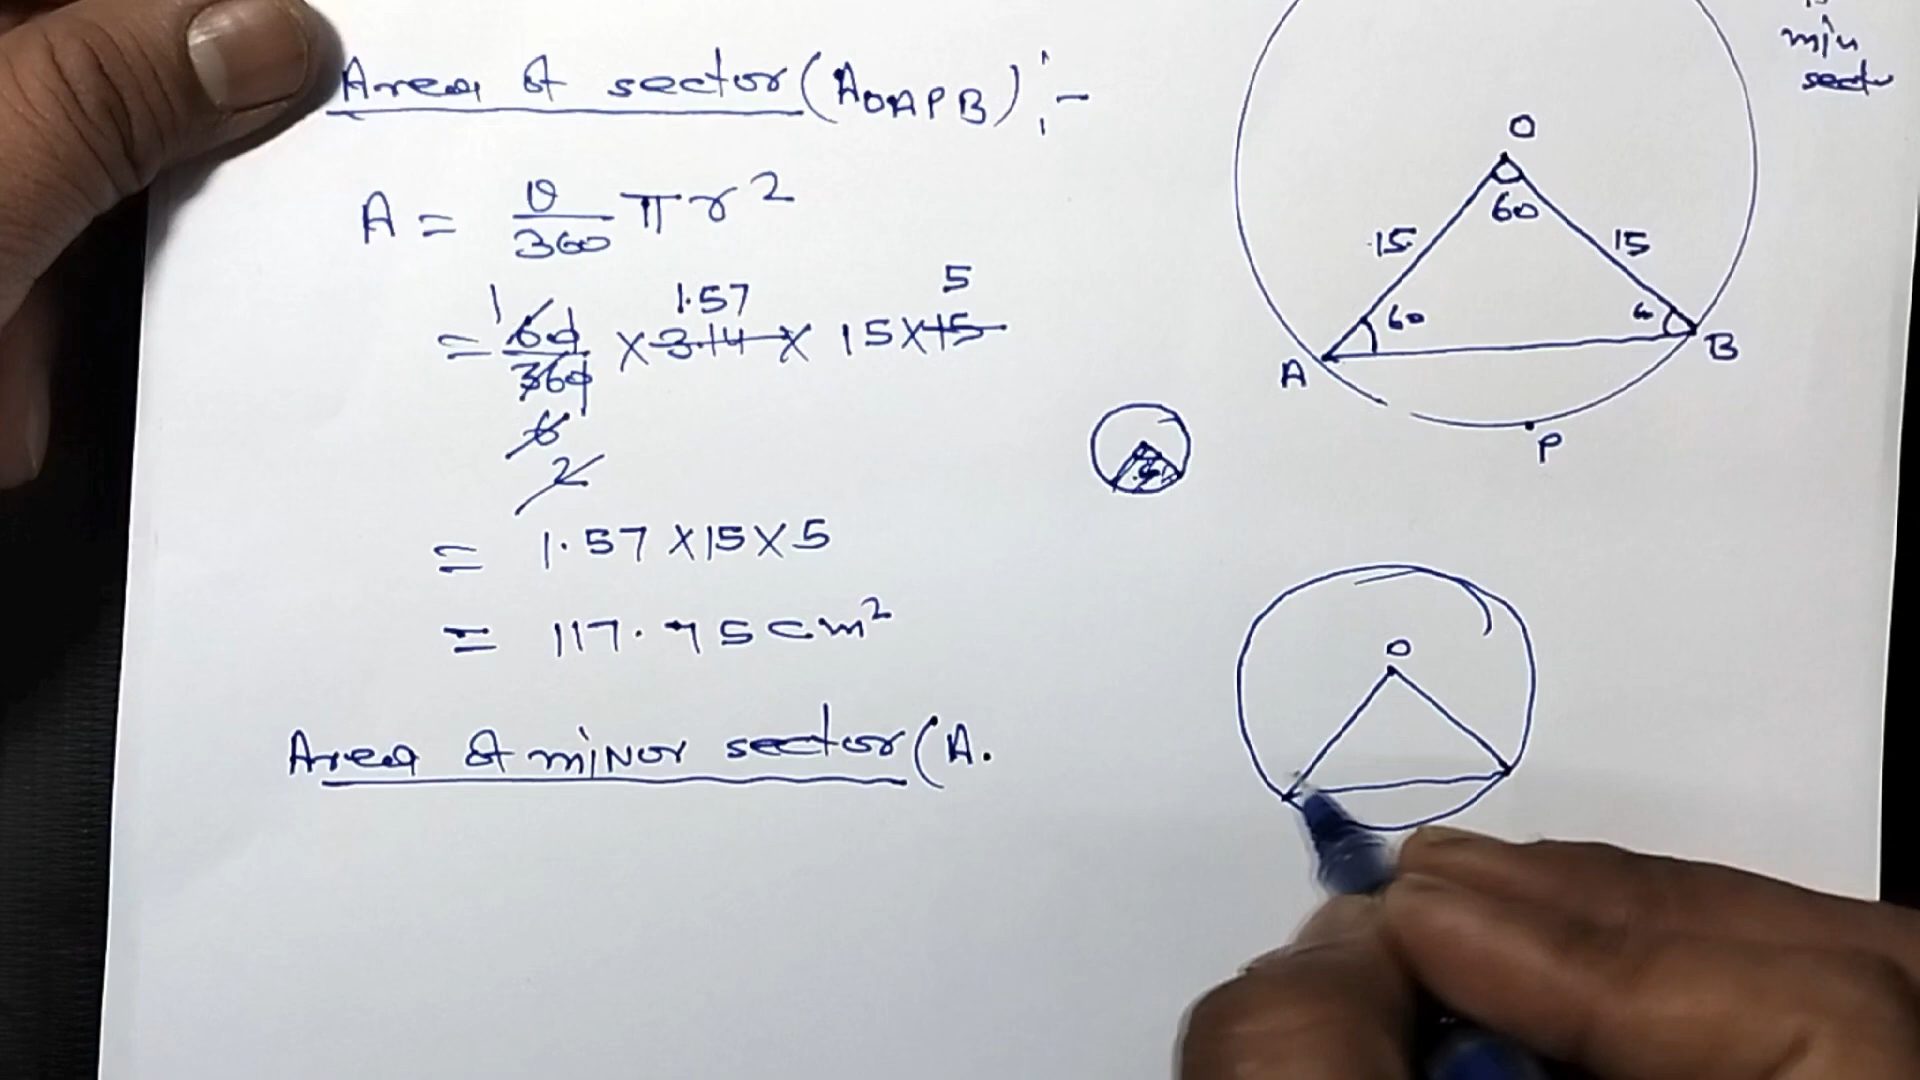 Area of sector (AOAPB) :-
A = θ/360 πr²
= 1 60/360 × 1.57 3.14 × 15 × 5 15
6
2
= 1.57 × 15 × 5
= 117.75 cm²
Area of miNor sector (A.
min
sect
O
60
15 15
60
A B
P
O